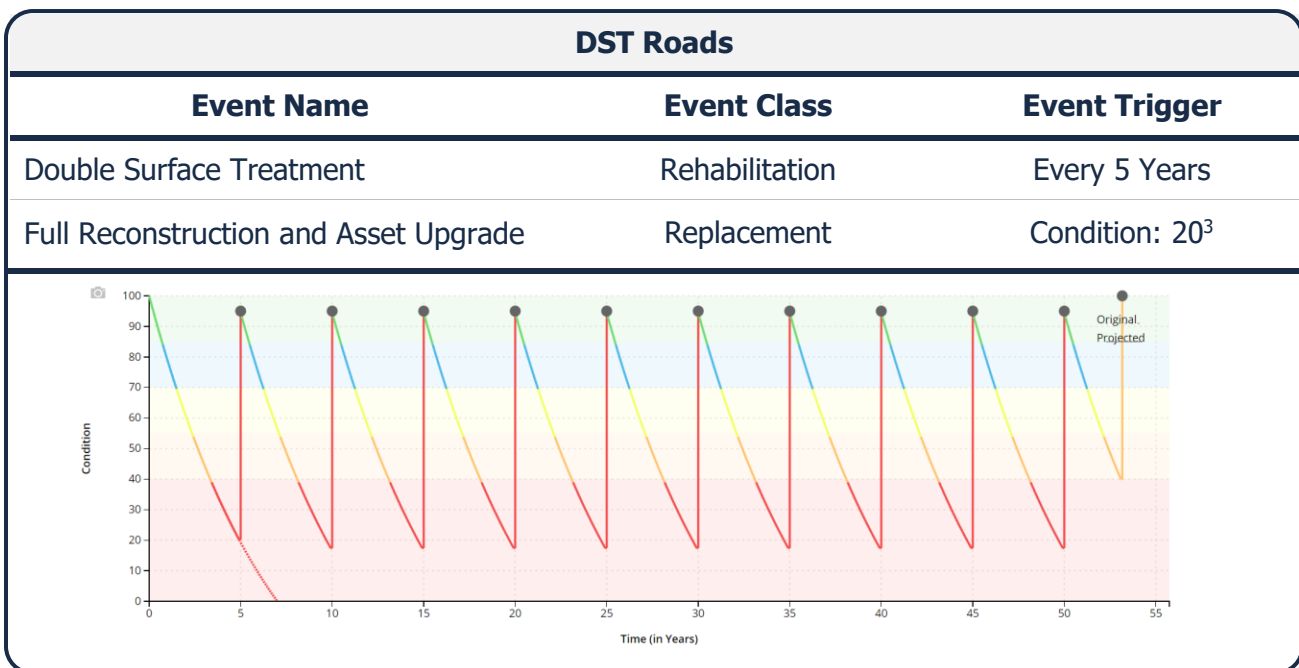 DST Roads
Event Name Event Class Event Trigger
Double Surface Treatment Rehabilitation Every 5 Years
Full Reconstruction and Asset Upgrade Replacement Condition: 20³
100
90
80
70
60
50
40
30
20
10
0
Condition
Original
Projected
0 5 10 15 20 25 30 35 40 45 50 55
Time (in Years)